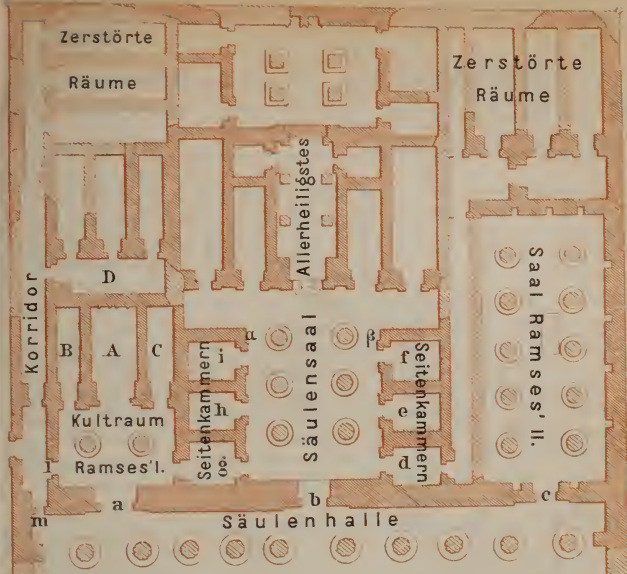 Zerstörte
Räume
Zerstörte
Räume
Allerheiligstes
Korridor
D
B
A
C
Kultraum
Ramses' I.
Seitenkammern
i
h
g.
Säulensaal
α
β
Seitenkammern
f
e
d
Saal Ramses' II.
l
m
a
b
c
Säulenhalle